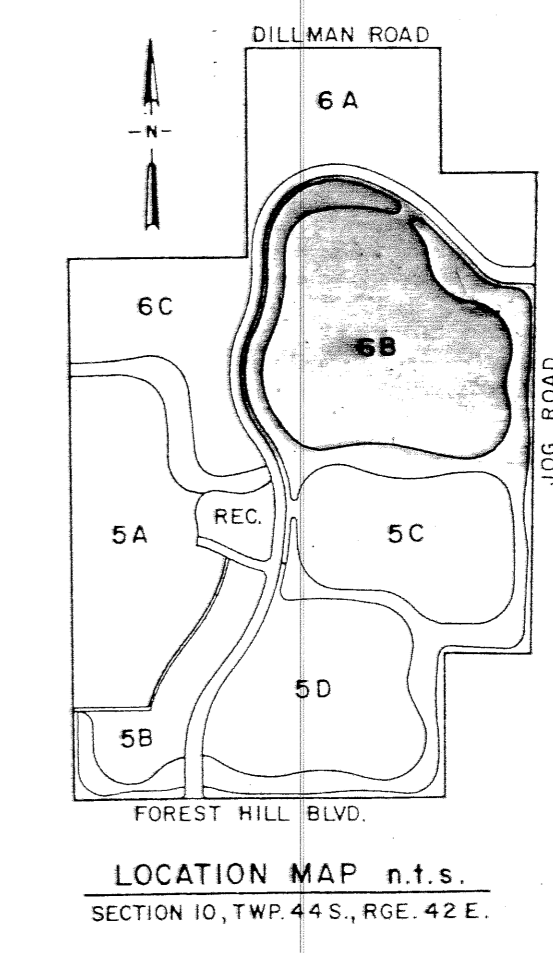 DILLMAN ROAD
6A
-N-
6C
6B
JOG ROAD
REC.
5A
5C
5D
5B
FOREST HILL BLVD.
LOCATION MAP n.t.s.
SECTION 10, TWP. 44 S., RGE. 42 E.